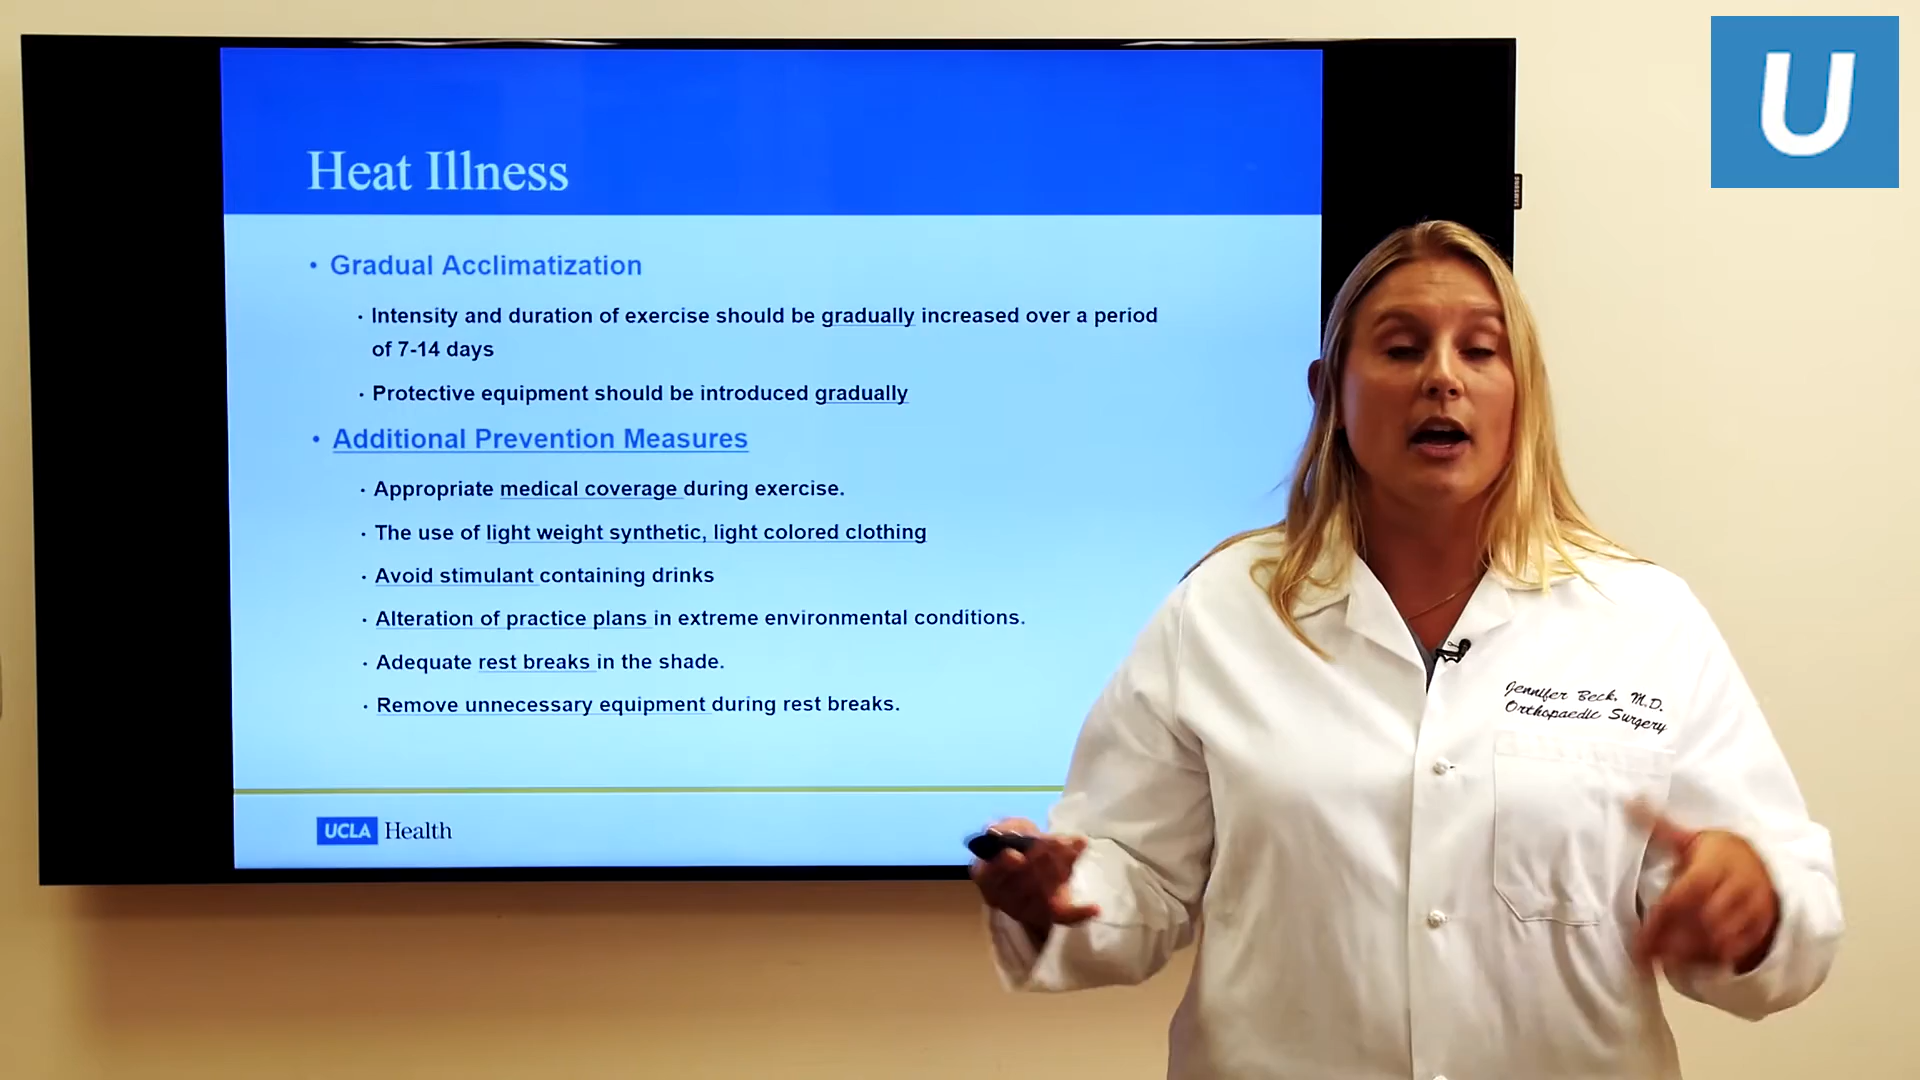 U
SAMSUNG
Heat Illness
• Gradual Acclimatization
• Intensity and duration of exercise should be gradually increased over a period
of 7-14 days
• Protective equipment should be introduced gradually
• Additional Prevention Measures
• Appropriate medical coverage during exercise.
• The use of light weight synthetic, light colored clothing
• Avoid stimulant containing drinks
• Alteration of practice plans in extreme environmental conditions.
• Adequate rest breaks in the shade.
• Remove unnecessary equipment during rest breaks.
UCLA Health
Jennifer Beck, M.D.
Orthopaedic Surgery